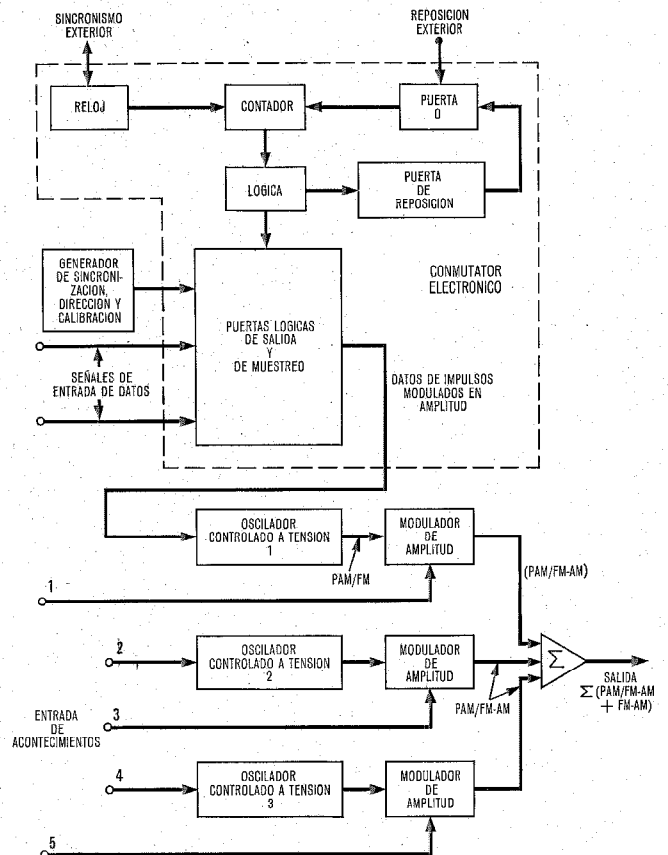 SINCRONISMO
EXTERIOR
REPOSICION
EXTERIOR
RELOJ
CONTADOR
PUERTA
O
LOGICA
PUERTA
DE
REPOSICION
GENERADOR
DE SINCRONI-
ZACION,
DIRECCION Y
CALIBRACION
CONMUTATOR
ELECTRONICO
PUERTAS LOGICAS
DE SALIDA
Y
DE MUESTREO
SEÑALES DE
ENTRADA DE DATOS
DATOS DE IMPULSOS
MODULADOS EN
AMPLITUD
OSCILADOR
CONTROLADO A TENSION
1
PAM/FM
MODULADOR
DE
AMPLITUD
(PAM/FM-AM)
1
2
OSCILADOR
CONTROLADO A TENSION
2
MODULADOR
DE
AMPLITUD
PAM/FM-AM
Σ
SALIDA
Σ (PAM/FM-AM
+ FM-AM)
3
ENTRADA
DE
ACONTECIMIENTOS
4
OSCILADOR
CONTROLADO A TENSION
3
MODULADOR
DE
AMPLITUD
5